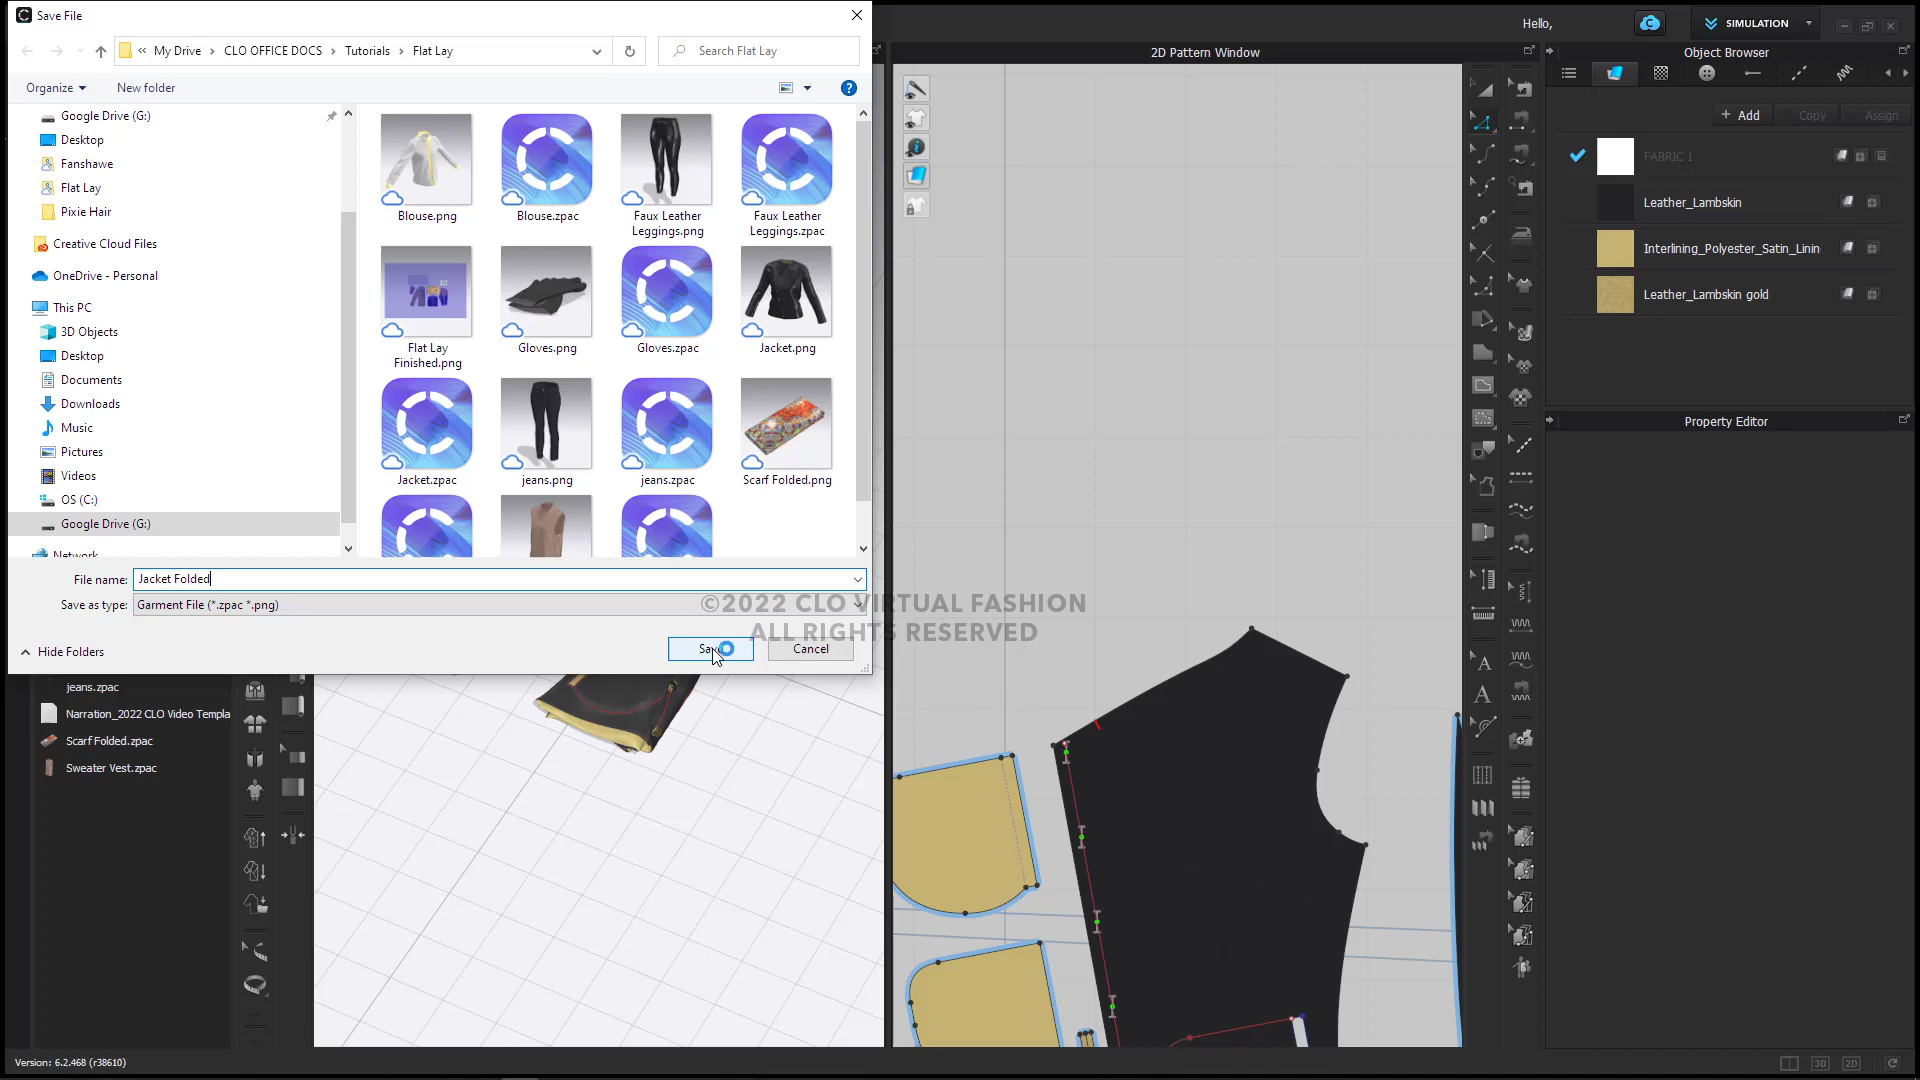 Save File
« My Drive › CLO OFFICE DOCS › Tutorials › Flat Lay
Search Flat Lay
Organize
New folder
Google Drive (G:)
Desktop
Fanshawe
Flat Lay
Pixie Hair
Creative Cloud Files
OneDrive - Personal
This PC
3D Objects
Desktop
Documents
Downloads
Music
Pictures
Videos
OS (C:)
Google Drive (G:)
Network
Blouse.png
Blouse.zpac
Faux Leather Leggings.png
Faux Leather Leggings.zpac
Flat Lay Finished.png
Gloves.png
Gloves.zpac
Jacket.png
Jacket.zpac
jeans.png
jeans.zpac
Scarf Folded.png
File name: Jacket Folded
Save as type: Garment File (*.zpac *.png)
Hide Folders
Save
Cancel
©2022 CLO VIRTUAL FASHION
ALL RIGHTS RESERVED
jeans.zpac
Narration_2022 CLO Video Templa
Scarf Folded.zpac
Sweater Vest.zpac
Version: 6.2.468 (r38610)
2D Pattern Window
Hello,
SIMULATION
Object Browser
+ Add
Copy
Assign
FABRIC 1
Leather_Lambskin
Interlining_Polyester_Satin_Linin
Leather_Lambskin gold
Property Editor
3D
2D